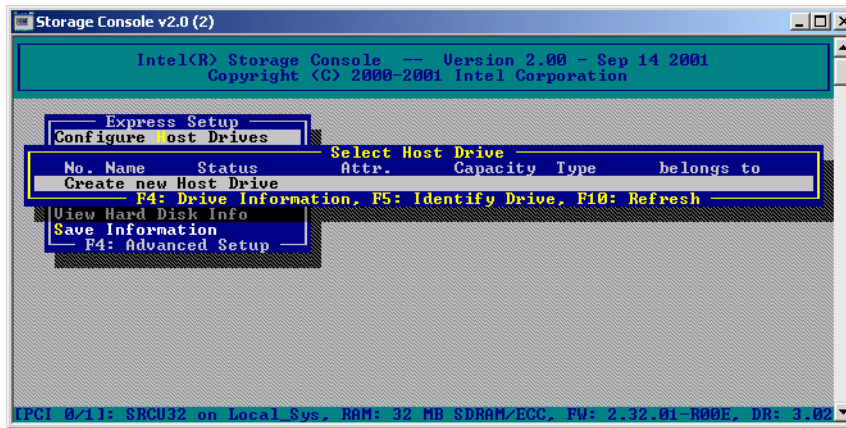 Storage Console v2.0 (2)
Intel(R) Storage Console -- Version 2.00 - Sep 14 2001
Copyright (C) 2000-2001 Intel Corporation
Express Setup
Configure Host Drives
Select Host Drive
No. Name Status Attr. Capacity Type belongs to
Create new Host Drive
F4: Drive Information, F5: Identify Drive, F10: Refresh
View Hard Disk Info
Save Information
F4: Advanced Setup
[PCI 0/1]: SRCU32 on Local_Sys, RAM: 32 MB SDRAM/ECC, FW: 2.32.01-R00E, DR: 3.02